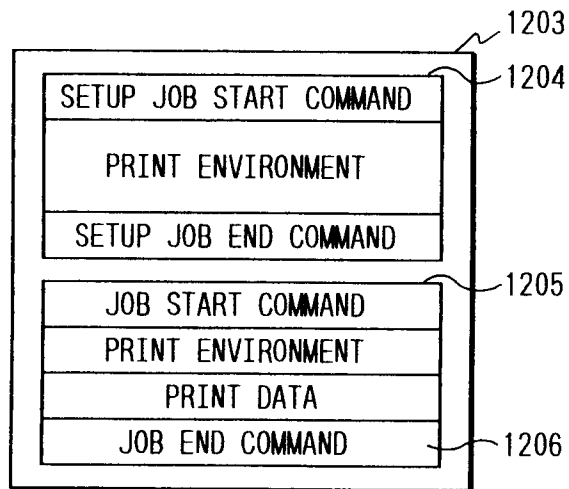 1203
1204
SETUP JOB START COMMAND
PRINT ENVIRONMENT
SETUP JOB END COMMAND
1205
JOB START COMMAND
PRINT ENVIRONMENT
PRINT DATA
JOB END COMMAND
1206